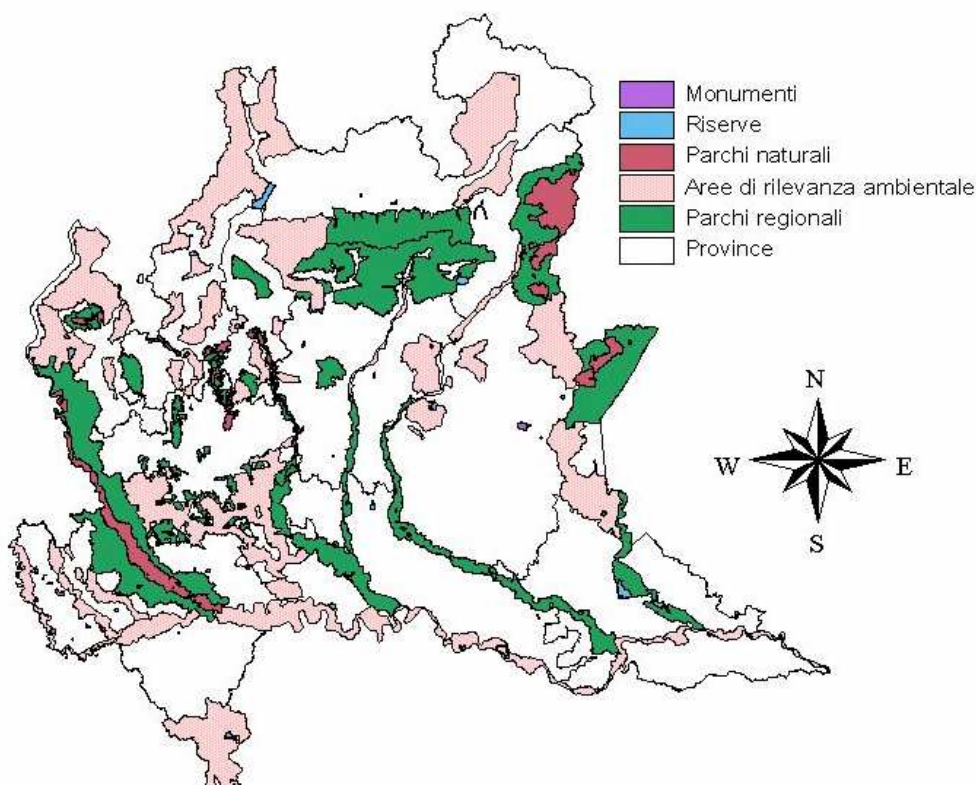 Monumenti
Riserve
Parchi naturali
Aree di rilevanza ambientale
Parchi regionali
Province
N
W E
S